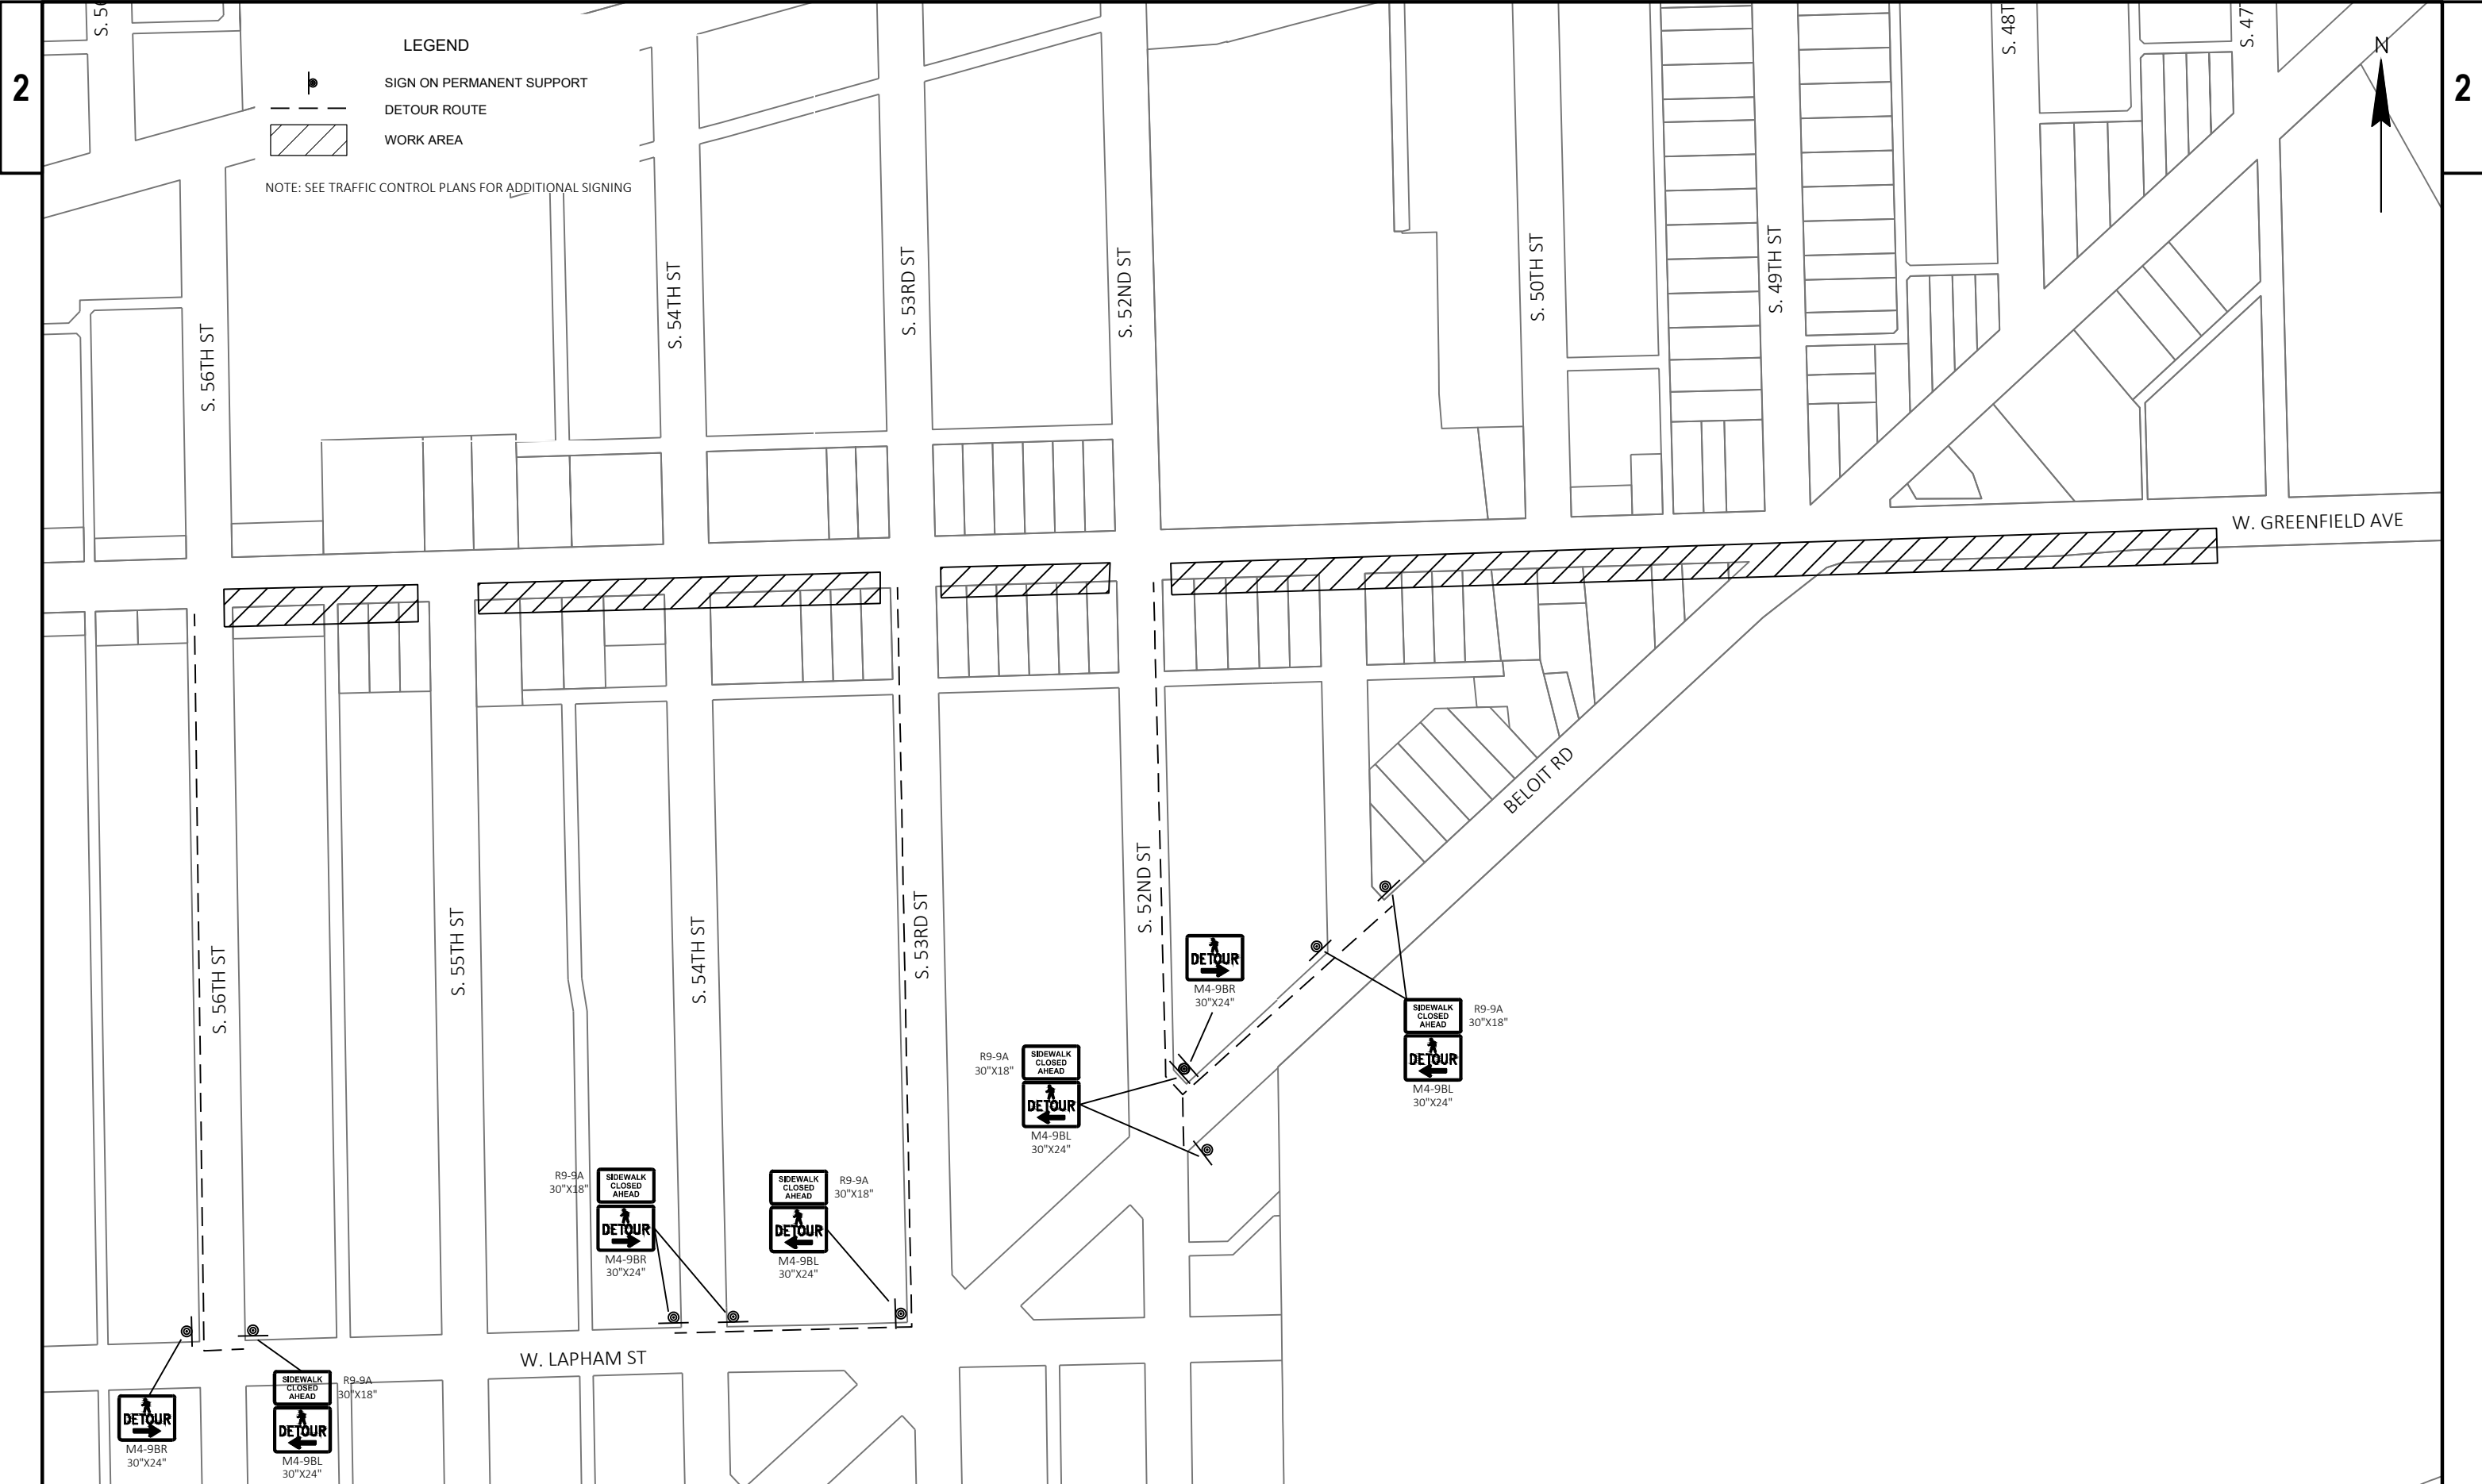 2
2
S. 56
S. 48T
S. 47
N
LEGEND
SIGN ON PERMANENT SUPPORT
DETOUR ROUTE
WORK AREA
NOTE: SEE TRAFFIC CONTROL PLANS FOR ADDITIONAL SIGNING
S. 56TH ST
S. 54TH ST
S. 53RD ST
S. 52ND ST
S. 50TH ST
S. 49TH ST
W. GREENFIELD AVE
BELOIT RD
S. 56TH ST
S. 55TH ST
S. 54TH ST
S. 53RD ST
S. 52ND ST
DETOUR
M4-9BR
30"X24"
SIDEWALK
CLOSED
AHEAD
R9-9A
30"X18"
DETOUR
M4-9BL
30"X24"
R9-9A
30"X18"
SIDEWALK
CLOSED
AHEAD
DETOUR
M4-9BL
30"X24"
R9-9A
30"X18"
SIDEWALK
CLOSED
AHEAD
DETOUR
M4-9BR
30"X24"
SIDEWALK
CLOSED
AHEAD
R9-9A
30"X18"
DETOUR
M4-9BL
30"X24"
W. LAPHAM ST
DETOUR
M4-9BR
30"X24"
SIDEWALK
CLOSED
AHEAD
R9-9A
30"X18"
DETOUR
M4-9BL
30"X24"